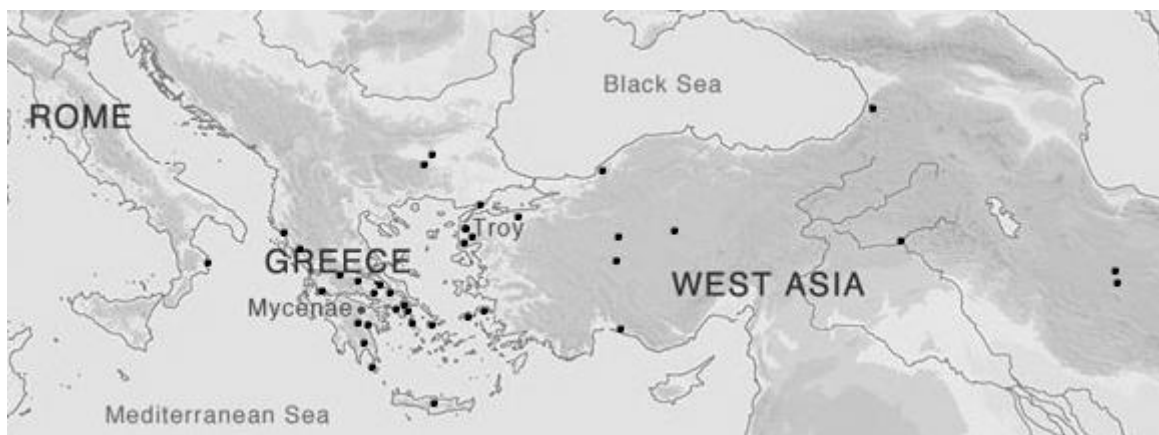 Black Sea
ROME
Troy
GREECE
WEST ASIA
Mycenae
Mediterranean Sea